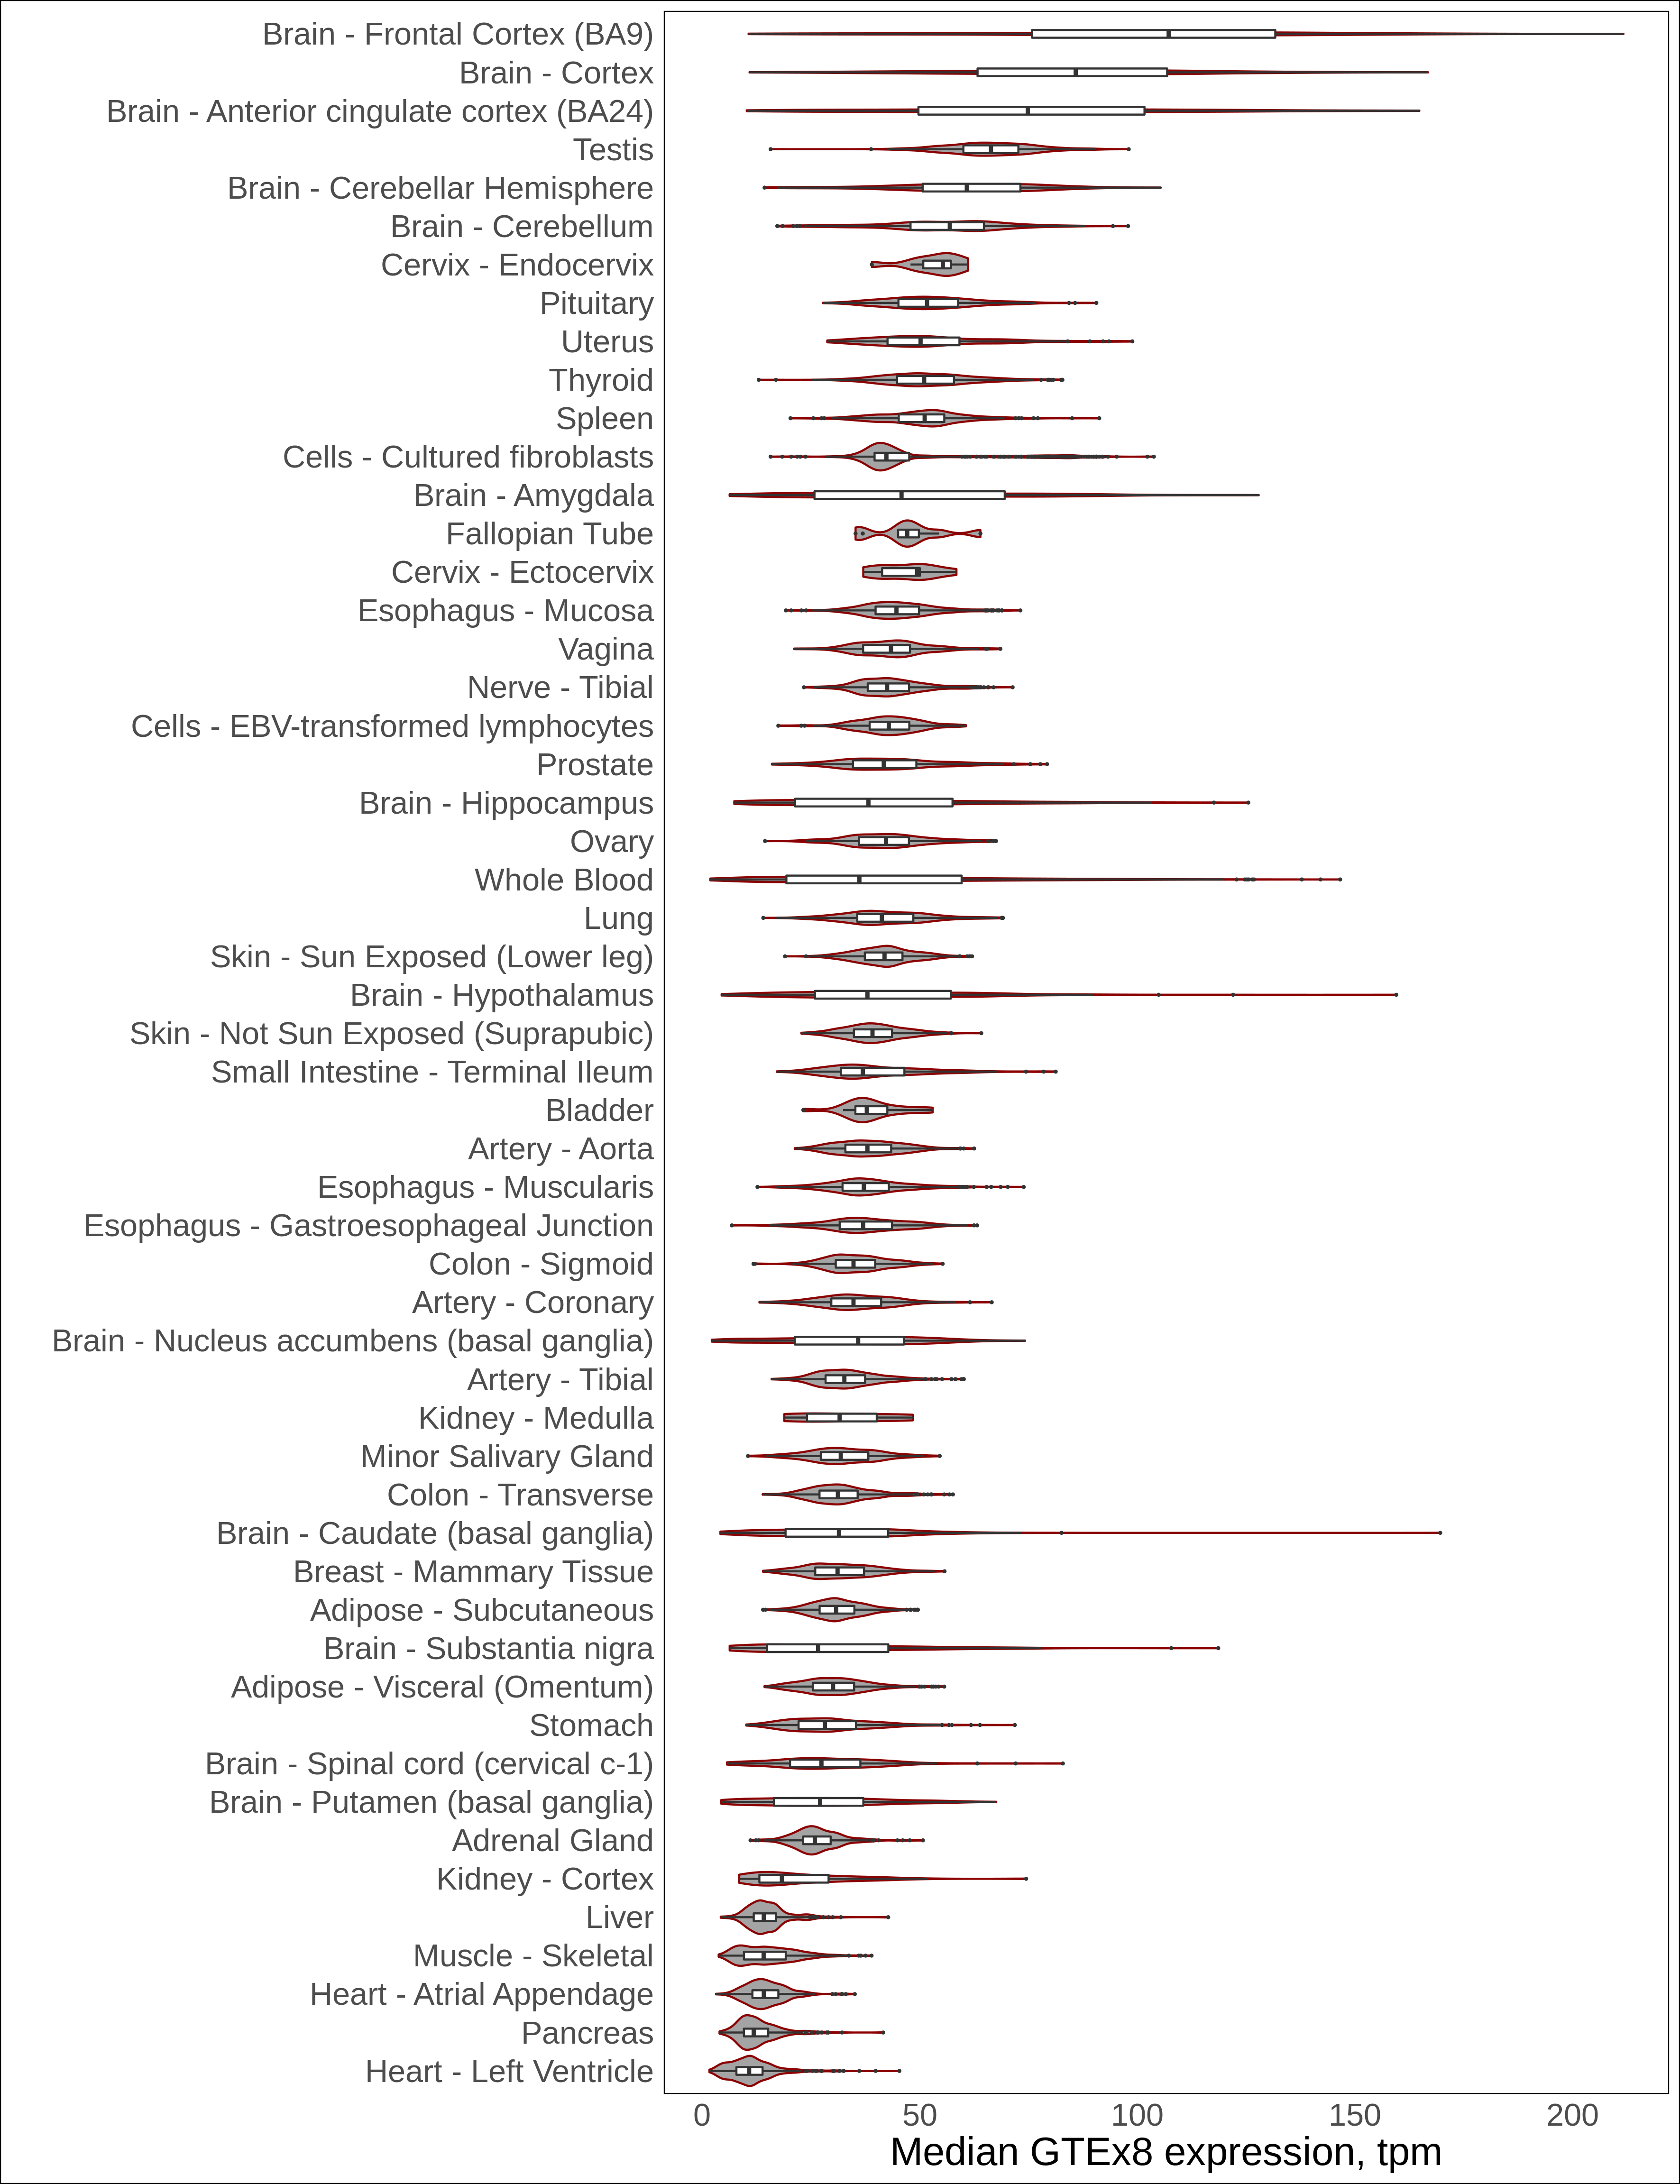 Brain - Frontal Cortex (BA9)
Brain - Cortex
Brain - Anterior cingulate cortex (BA24)
Testis
Brain - Cerebellar Hemisphere
Brain - Cerebellum
Cervix - Endocervix
Pituitary
Uterus
Thyroid
Spleen
Cells - Cultured fibroblasts
Brain - Amygdala
Fallopian Tube
Cervix - Ectocervix
Esophagus - Mucosa
Vagina
Nerve - Tibial
Cells - EBV-transformed lymphocytes
Prostate
Brain - Hippocampus
Ovary
Whole Blood
Lung
Skin - Sun Exposed (Lower leg)
Brain - Hypothalamus
Skin - Not Sun Exposed (Suprapubic)
Small Intestine - Terminal Ileum
Bladder
Artery - Aorta
Esophagus - Muscularis
Esophagus - Gastroesophageal Junction
Colon - Sigmoid
Artery - Coronary
Brain - Nucleus accumbens (basal ganglia)
Artery - Tibial
Kidney - Medulla
Minor Salivary Gland
Colon - Transverse
Brain - Caudate (basal ganglia)
Breast - Mammary Tissue
Adipose - Subcutaneous
Brain - Substantia nigra
Adipose - Visceral (Omentum)
Stomach
Brain - Spinal cord (cervical c-1)
Brain - Putamen (basal ganglia)
Adrenal Gland
Kidney - Cortex
Liver
Muscle - Skeletal
Heart - Atrial Appendage
Pancreas
Heart - Left Ventricle
0 50 100 150 200
Median GTEx8 expression, tpm